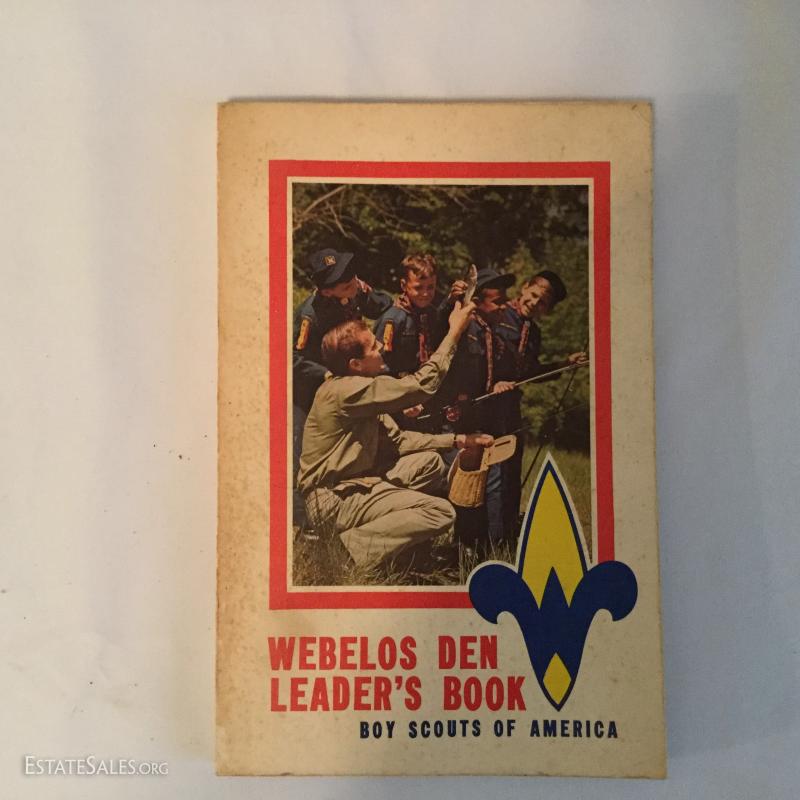 WEBELOS DEN
LEADER'S BOOK
BOY SCOUTS OF AMERICA
ESTATESALES.ORG